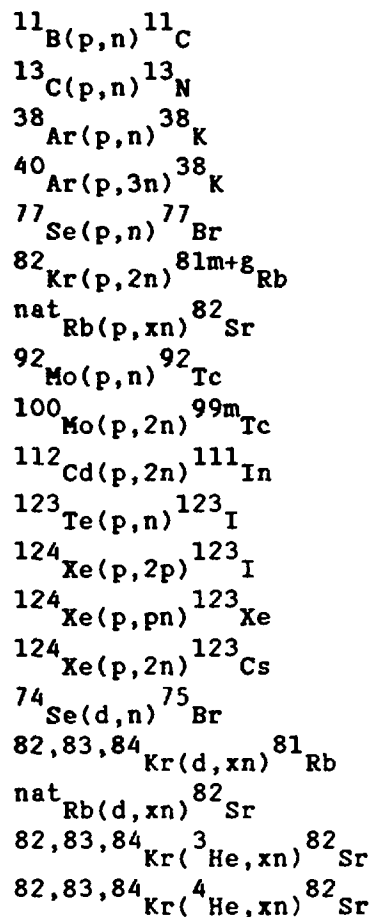 ¹¹B(p,n)¹¹C
¹³C(p,n)¹³N
³⁸Ar(p,n)³⁸K
⁴⁰Ar(p,3n)³⁸K
⁷⁷Se(p,n)⁷⁷Br
⁸²Kr(p,2n)⁸¹ᵐ⁺ᵍRb
ⁿᵃᵗRb(p,xn)⁸²Sr
⁹²Mo(p,n)⁹²Tc
¹⁰⁰Mo(p,2n)⁹⁹ᵐTc
¹¹²Cd(p,2n)¹¹¹In
¹²³Te(p,n)¹²³I
¹²⁴Xe(p,2p)¹²³I
¹²⁴Xe(p,pn)¹²³Xe
¹²⁴Xe(p,2n)¹²³Cs
⁷⁴Se(d,n)⁷⁵Br
⁸²,⁸³,⁸⁴Kr(d,xn)⁸¹Rb
ⁿᵃᵗRb(d,xn)⁸²Sr
⁸²,⁸³,⁸⁴Kr(³He,xn)⁸²Sr
⁸²,⁸³,⁸⁴Kr(⁴He,xn)⁸²Sr